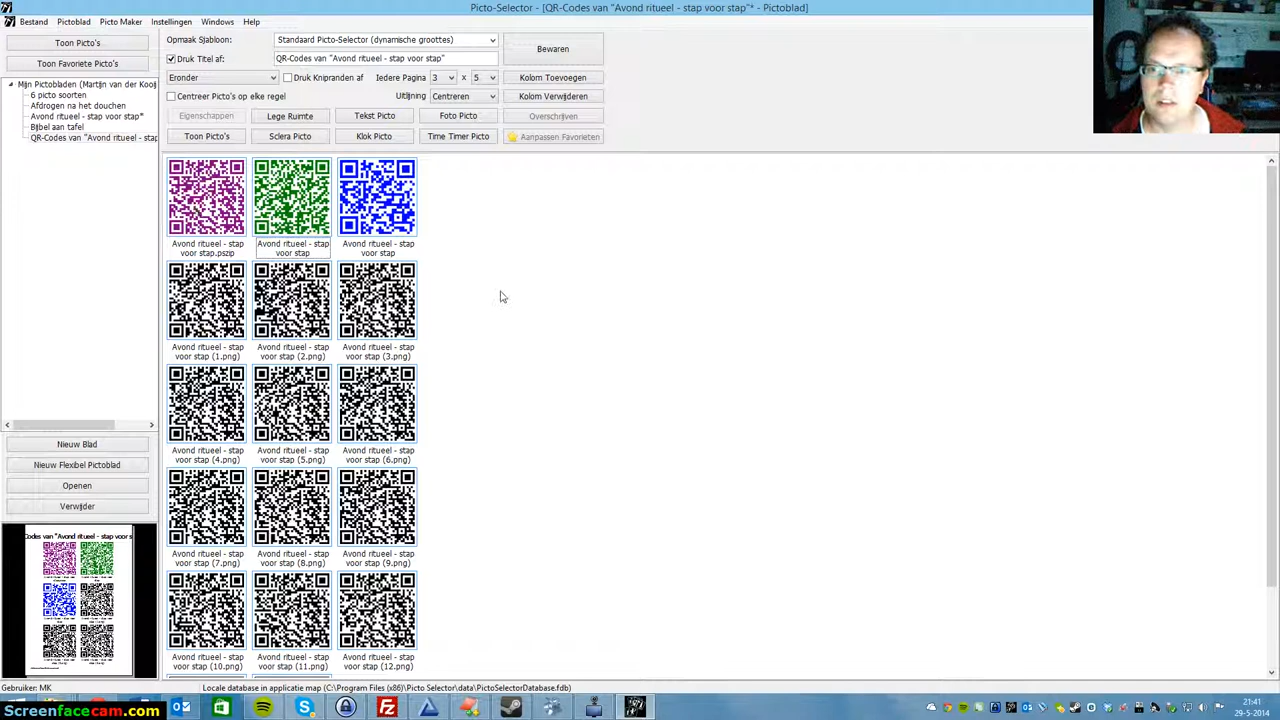 Picto-Selector - [QR-Codes van "Avond ritueel - stap voor stap"* - Pictoblad]
Bestand Pictoblad Picto Maker Instellingen Windows Help
Toon Picto's
Toon Favoriete Picto's
Mijn Pictobladen (Martijn van der Kooij
6 picto soorten
Afdrogen na het douchen
Avond ritueel - stap voor stap*
Bijbel aan tafel
QR-Codes van "Avond ritueel - stap
Nieuw Blad
Nieuw Flexibel Pictoblad
Openen
Verwijder
Codes van "Avond ritueel - stap voor s
Opmaak Sjabloon: Standaard Picto-Selector (dynamische groottes) Bewaren
Druk Titel af: QR-Codes van "Avond ritueel - stap voor stap"
Eronder Druk Knipranden af Iedere Pagina 3 x 5 Kolom Toevoegen
Centreer Picto's op elke regel Uitlijning Centreren Kolom Verwijderen
Eigenschappen Lege Ruimte Tekst Picto Foto Picto Overschrijven
Toon Picto's Sclera Picto Klok Picto Time Timer Picto Aanpassen Favorieten
Avond ritueel - stap voor stap.pszip
Avond ritueel - stap voor stap
Avond ritueel - stap voor stap
Avond ritueel - stap voor stap (1.png)
Avond ritueel - stap voor stap (2.png)
Avond ritueel - stap voor stap (3.png)
Avond ritueel - stap voor stap (4.png)
Avond ritueel - stap voor stap (5.png)
Avond ritueel - stap voor stap (6.png)
Avond ritueel - stap voor stap (7.png)
Avond ritueel - stap voor stap (8.png)
Avond ritueel - stap voor stap (9.png)
Avond ritueel - stap voor stap (10.png)
Avond ritueel - stap voor stap (11.png)
Avond ritueel - stap voor stap (12.png)
Gebruiker: MK Locale database in applicatie map (C:\Program Files (x86)\Picto Selector\data\PictoSelectorDatabase.fdb)
Screenfacecam.com
21:41
29-5-2014